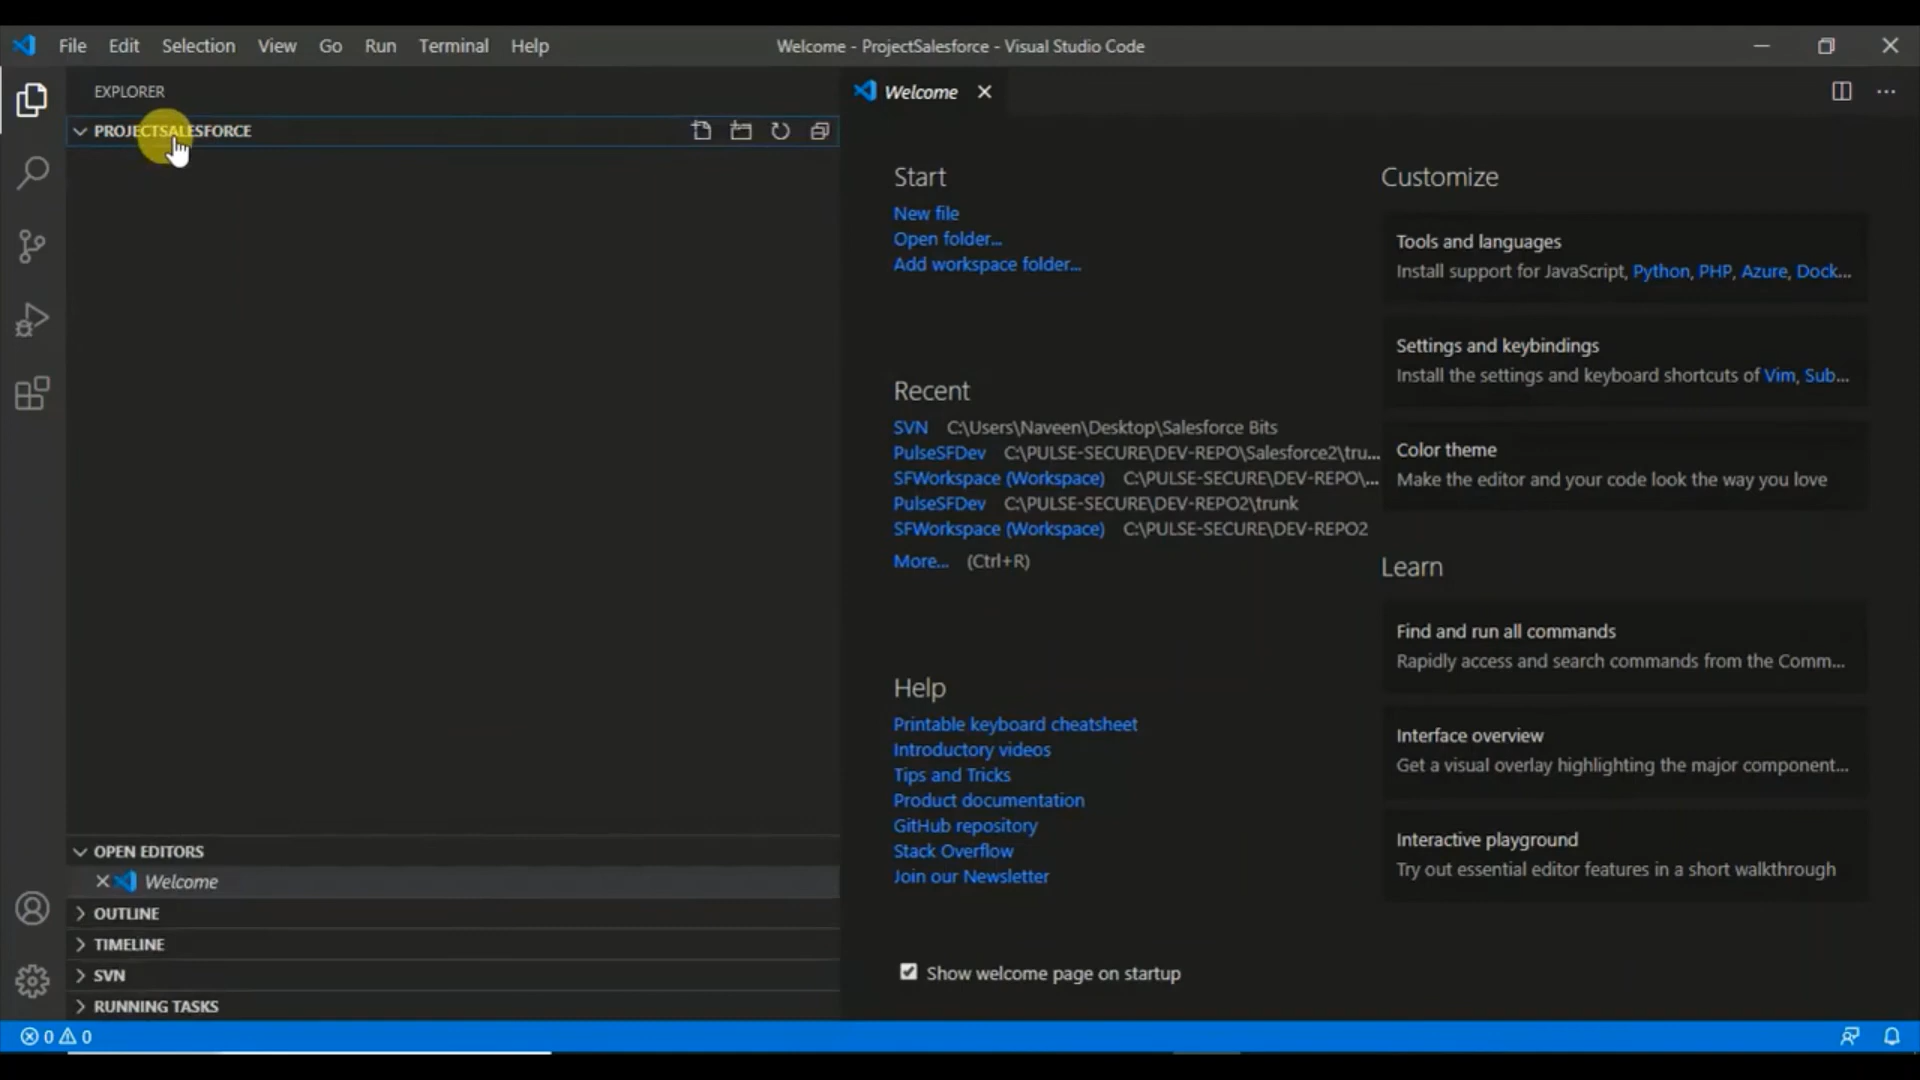 File Edit Selection View Go Run Terminal Help Welcome - ProjectSalesforce - Visual Studio Code
EXPLORER
PROJECTSALESFORCE
OPEN EDITORS
Welcome
OUTLINE
TIMELINE
SVN
RUNNING TASKS
Welcome
Start
New file
Open folder...
Add workspace folder...
Recent
SVN C:\Users\Naveen\Desktop\Salesforce Bits
PulseSFDev C:\PULSE-SECURE\DEV-REPO\Salesforce2\tru...
SFWorkspace (Workspace) C:\PULSE-SECURE\DEV-REPO\...
PulseSFDev C:\PULSE-SECURE\DEV-REPO2\trunk
SFWorkspace (Workspace) C:\PULSE-SECURE\DEV-REPO2
More... (Ctrl+R)
Help
Printable keyboard cheatsheet
Introductory videos
Tips and Tricks
Product documentation
GitHub repository
Stack Overflow
Join our Newsletter
Show welcome page on startup
Customize
Tools and languages
Install support for JavaScript, Python, PHP, Azure, Dock...
Settings and keybindings
Install the settings and keyboard shortcuts of Vim, Sub...
Color theme
Make the editor and your code look the way you love
Learn
Find and run all commands
Rapidly access and search commands from the Comm...
Interface overview
Get a visual overlay highlighting the major component...
Interactive playground
Try out essential editor features in a short walkthrough
0 0